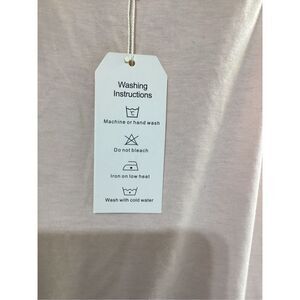 Washing
Instructions
Machine or hand wash
Do not bleach
Iron on low heat
Wash with cold water